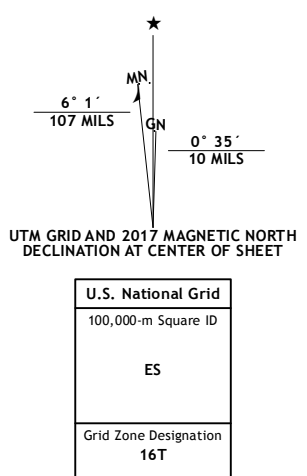 ★
MN.
GN
6° 1´
107 MILS
0° 35´
10 MILS
UTM GRID AND 2017 MAGNETIC NORTH
DECLINATION AT CENTER OF SHEET
U.S. National Grid
100,000-m Square ID
ES
Grid Zone Designation
16T